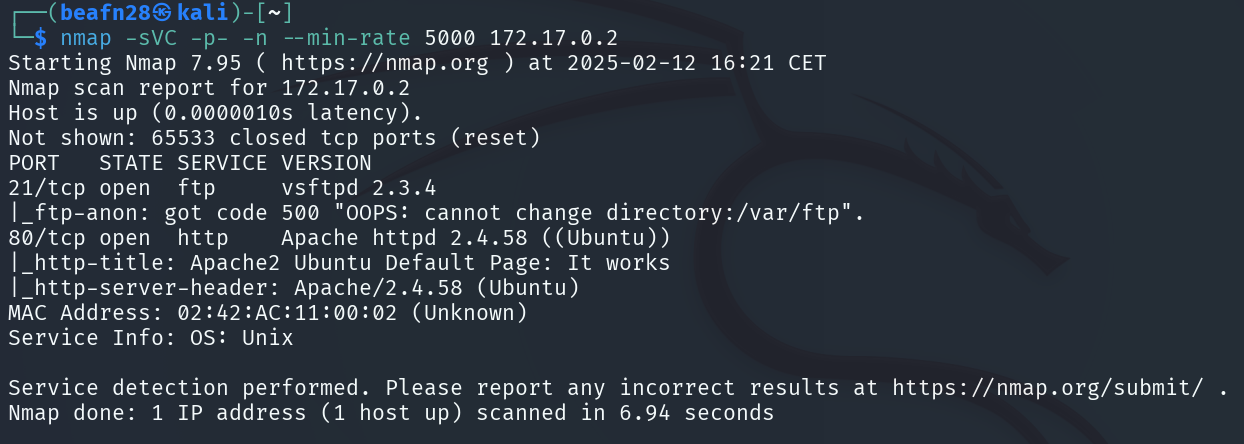 ┌──(beafn28㉿kali)-[~]
└─$ nmap -sVC -p- -n --min-rate 5000 172.17.0.2
Starting Nmap 7.95 ( https://nmap.org ) at 2025-02-12 16:21 CET
Nmap scan report for 172.17.0.2
Host is up (0.0000010s latency).
Not shown: 65533 closed tcp ports (reset)
PORT   STATE SERVICE VERSION
21/tcp open  ftp     vsftpd 2.3.4
|_ftp-anon: got code 500 "OOPS: cannot change directory:/var/ftp".
80/tcp open  http    Apache httpd 2.4.58 ((Ubuntu))
|_http-title: Apache2 Ubuntu Default Page: It works
|_http-server-header: Apache/2.4.58 (Ubuntu)
MAC Address: 02:42:AC:11:00:02 (Unknown)
Service Info: OS: Unix

Service detection performed. Please report any incorrect results at https://nmap.org/submit/ .
Nmap done: 1 IP address (1 host up) scanned in 6.94 seconds